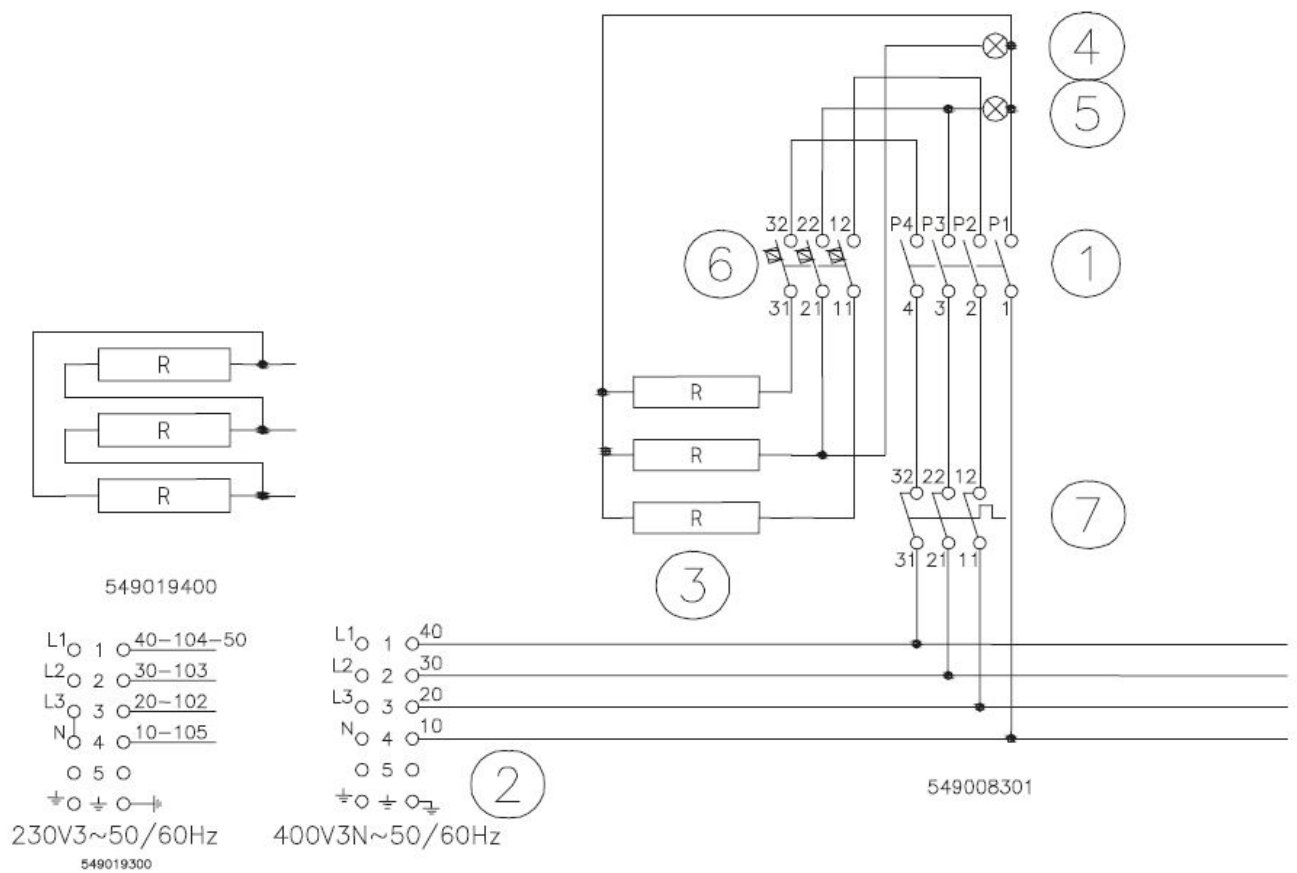 4
5
32 22 12
P4 P3 P2 P1
6
1
31 21 11
4 3 2 1
R
R
R
R
R
R
32 22 12
7
31 21 11
3
549019400
L1 1 40-104-50
L2 2 30-103
L3 3 20-102
N 4 10-105
5
230V3~50/60Hz
549019300
L1 1 40
L2 2 30
L3 3 20
N 4 10
5
2
400V3N~50/60Hz
549008301